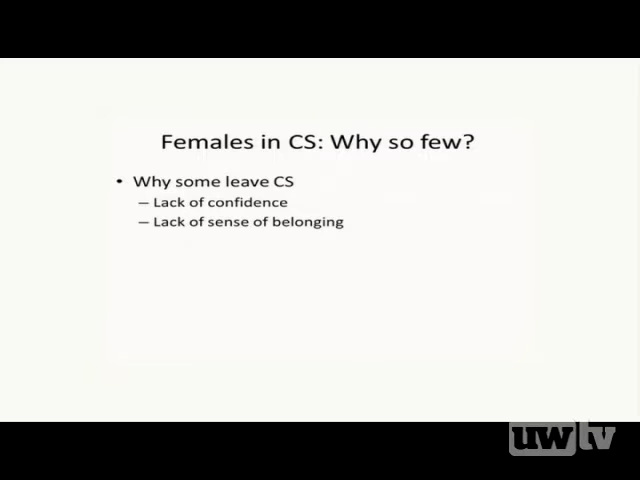 Females in CS: Why so few?
• Why some leave CS
– Lack of confidence
– Lack of sense of belonging
uwtv